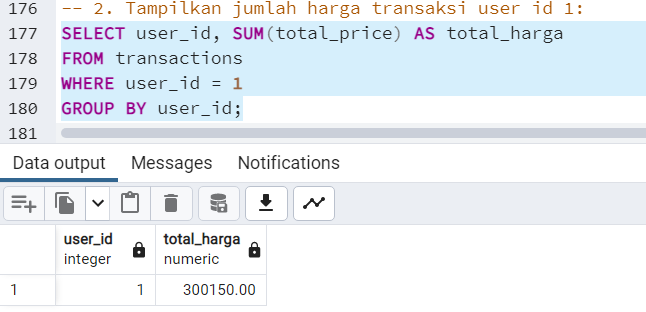 176 -- 2. Tampilkan jumlah harga transaksi user id 1:
177 SELECT user_id, SUM(total_price) AS total_harga
178 FROM transactions
179 WHERE user_id = 1
180 GROUP BY user_id;
181
Data output Messages Notifications
user_id total_harga
integer numeric
1 1 300150.00